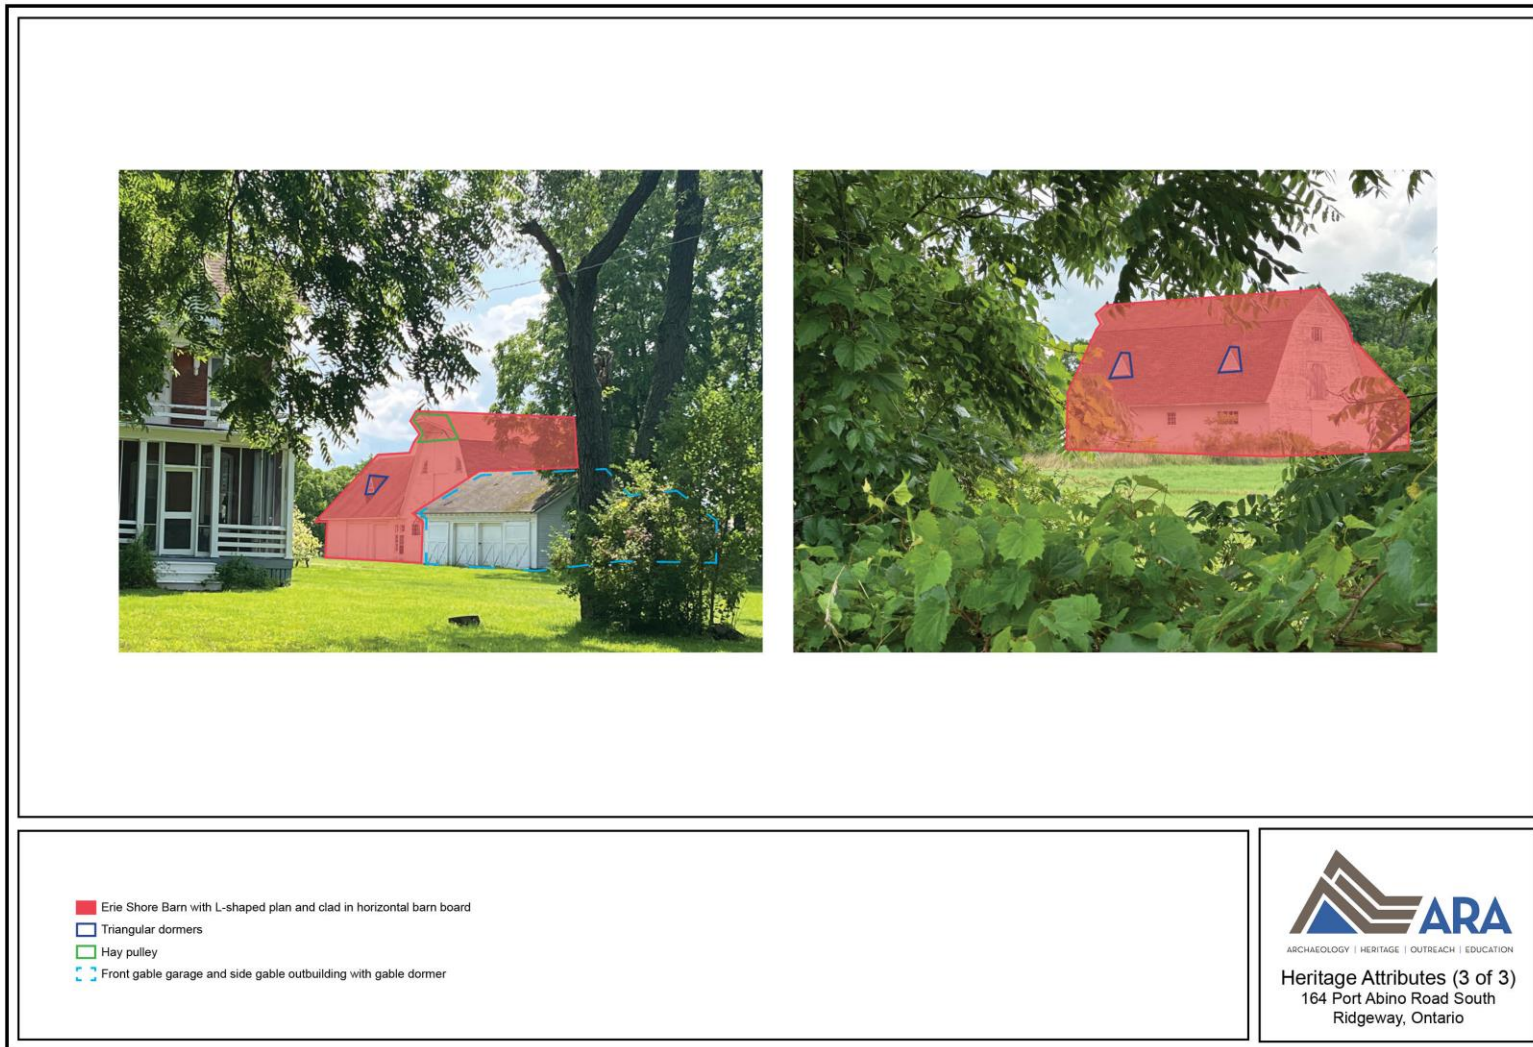 Erie Shore Barn with L-shaped plan and clad in horizontal barn board
Triangular dormers
Hay pulley
Front gable garage and side gable outbuilding with gable dormer
ARA
ARCHAEOLOGY | HERITAGE | OUTREACH | EDUCATION
Heritage Attributes (3 of 3)
164 Port Abino Road South
Ridgeway, Ontario